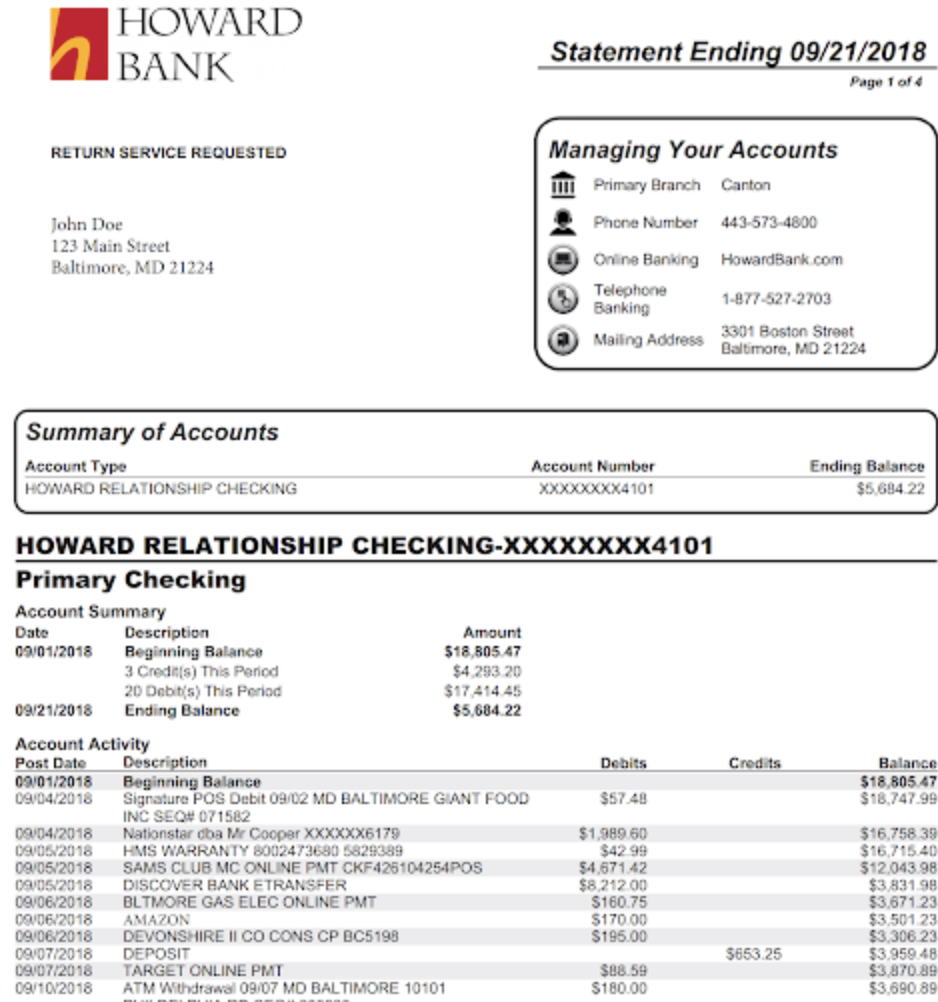 HOWARD
BANK
Statement Ending 09/21/2018
Page 1 of 4
RETURN SERVICE REQUESTED
John Doe
123 Main Street
Baltimore, MD 21224
Managing Your Accounts
Primary Branch Canton
Phone Number 443-573-4800
Online Banking HowardBank.com
Telephone
Banking 1-877-527-2703
Mailing Address 3301 Boston Street
Baltimore, MD 21224
Summary of Accounts
Account Type Account Number Ending Balance
HOWARD RELATIONSHIP CHECKING XXXXXXXX4101 $5,684.22
HOWARD RELATIONSHIP CHECKING-XXXXXXXX4101
Primary Checking
Account Summary
Date Description Amount
09/01/2018 Beginning Balance $18,805.47
3 Credit(s) This Period $4,293.20
20 Debit(s) This Period $17,414.45
09/21/2018 Ending Balance $5,684.22
Account Activity
Post Date Description Debits Credits Balance
09/01/2018 Beginning Balance $18,805.47
09/04/2018 Signature POS Debit 09/02 MD BALTIMORE GIANT FOOD $57.48 $18,747.99
INC SEQ# 071582
09/04/2018 Nationstar dba Mr Cooper XXXXXX6179 $1,989.60 $16,758.39
09/05/2018 HMS WARRANTY 8002473680 5829389 $42.99 $16,715.40
09/05/2018 SAMS CLUB MC ONLINE PMT CKF426104254POS $4,671.42 $12,043.98
09/05/2018 DISCOVER BANK ETRANSFER $8,212.00 $3,831.98
09/06/2018 BLTMORE GAS ELEC ONLINE PMT $160.75 $3,671.23
09/06/2018 AMAZON $170.00 $3,501.23
09/06/2018 DEVONSHIRE II CO CONS CP BC5198 $195.00 $3,306.23
09/07/2018 DEPOSIT $653.25 $3,959.48
09/07/2018 TARGET ONLINE PMT $88.59 $3,870.89
09/10/2018 ATM Withdrawal 09/07 MD BALTIMORE 10101 $180.00 $3,690.89